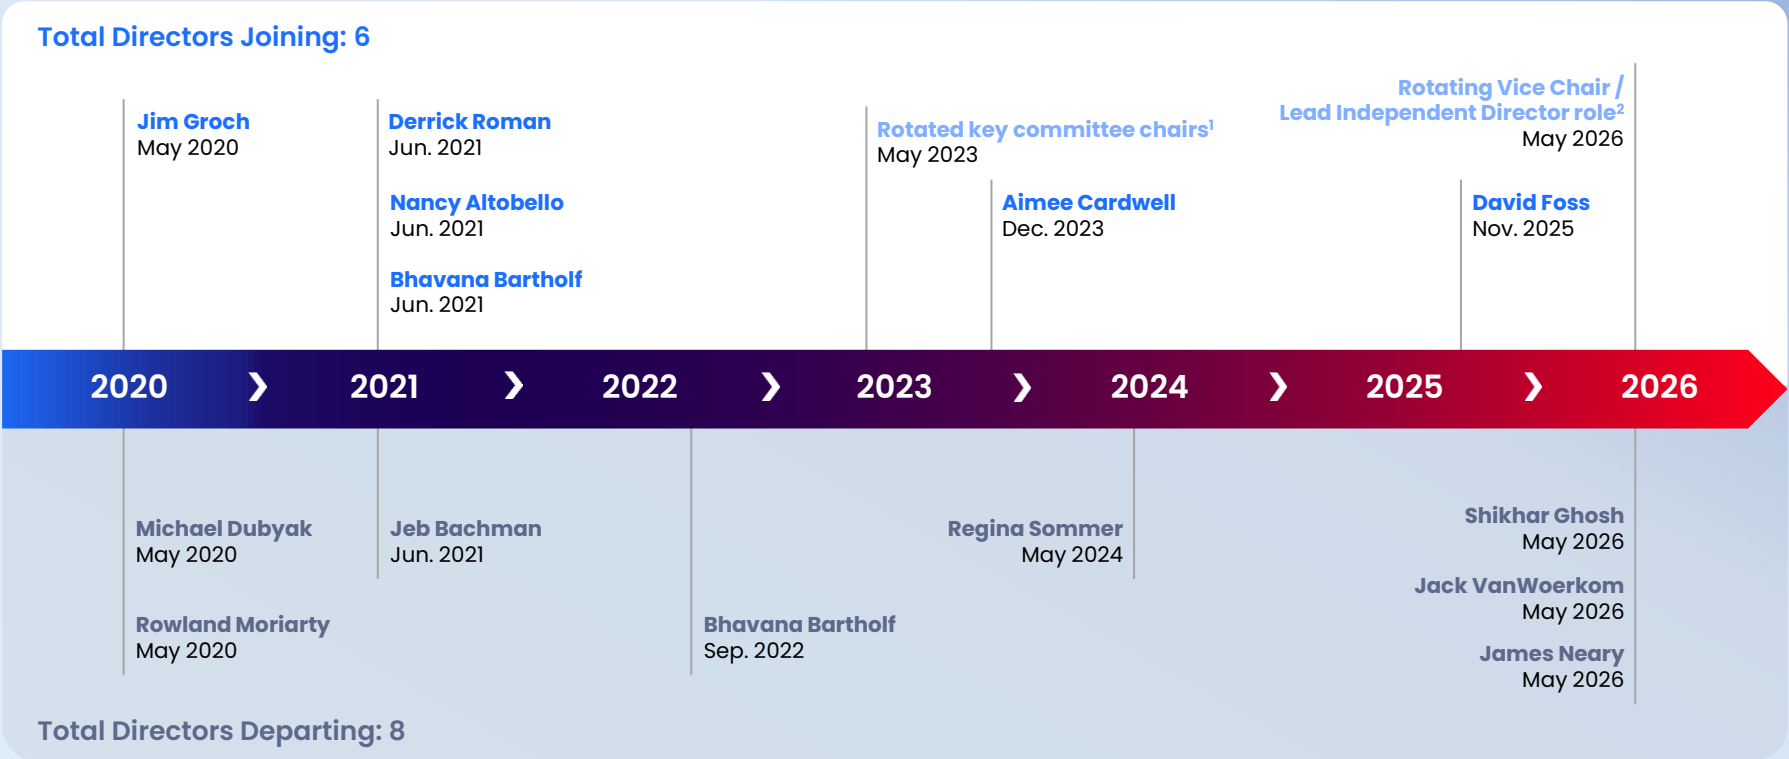 Total Directors Joining: 6
Jim Groch
May 2020
Derrick Roman
Jun. 2021
Nancy Altobello
Jun. 2021
Bhavana Bartholf
Jun. 2021
Rotated key committee chairs¹
May 2023
Aimee Cardwell
Dec. 2023
Rotating Vice Chair /
Lead Independent Director role²
May 2026
David Foss
Nov. 2025
2020 ❯ 2021 ❯ 2022 ❯ 2023 ❯ 2024 ❯ 2025 ❯ 2026
Michael Dubyak
May 2020
Rowland Moriarty
May 2020
Jeb Bachman
Jun. 2021
Bhavana Bartholf
Sep. 2022
Regina Sommer
May 2024
Shikhar Ghosh
May 2026
Jack VanWoerkom
May 2026
James Neary
May 2026
Total Directors Departing: 8